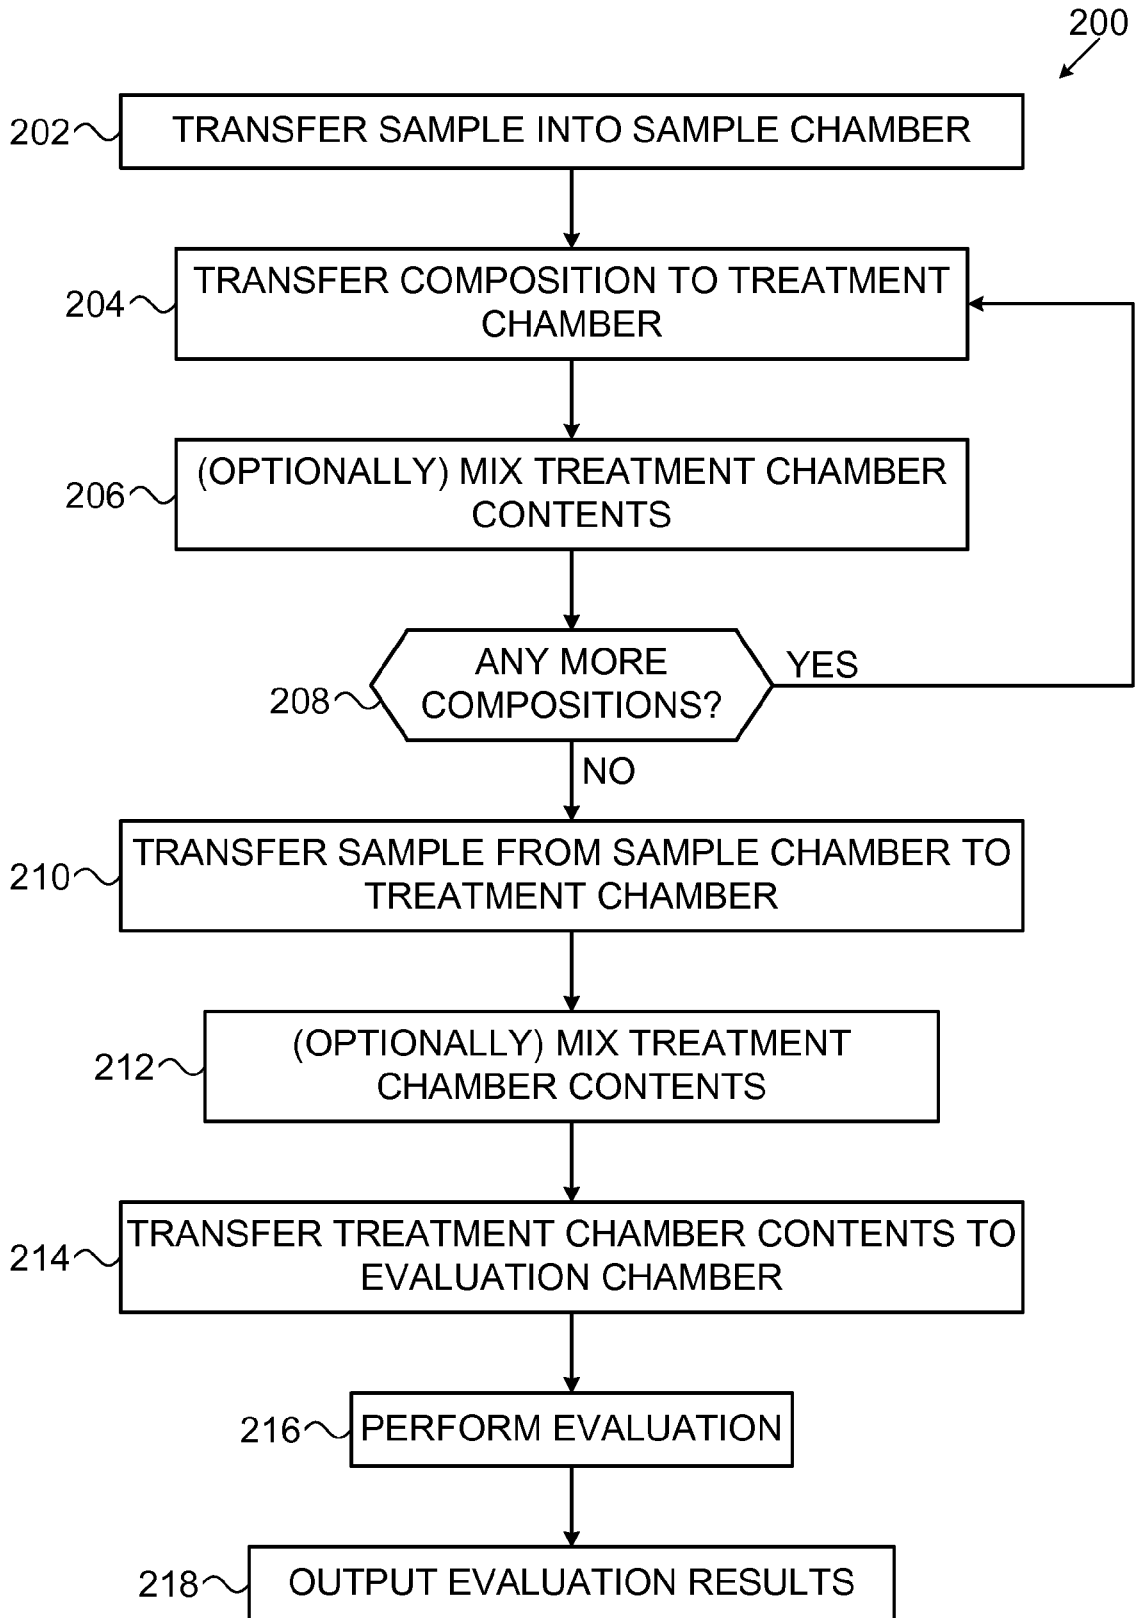 200
202
TRANSFER SAMPLE INTO SAMPLE CHAMBER
204
TRANSFER COMPOSITION TO TREATMENT
CHAMBER
206
(OPTIONALLY) MIX TREATMENT CHAMBER
CONTENTS
208
ANY MORE
COMPOSITIONS?
YES
NO
210
TRANSFER SAMPLE FROM SAMPLE CHAMBER TO
TREATMENT CHAMBER
212
(OPTIONALLY) MIX TREATMENT
CHAMBER CONTENTS
214
TRANSFER TREATMENT CHAMBER CONTENTS TO
EVALUATION CHAMBER
216
PERFORM EVALUATION
218
OUTPUT EVALUATION RESULTS